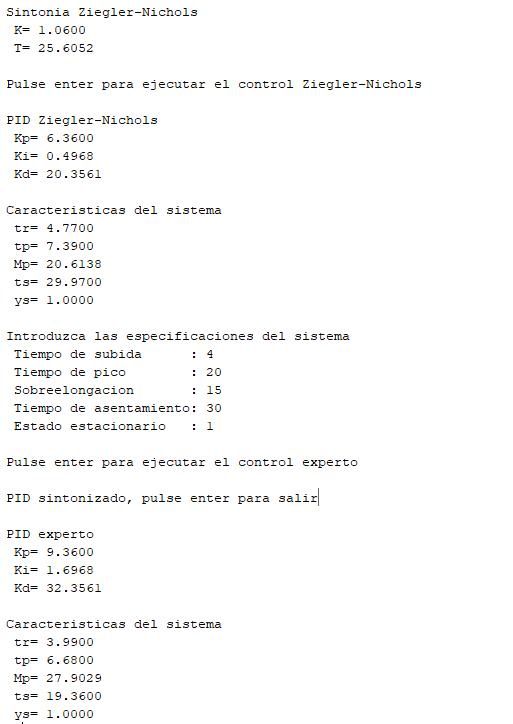 Sintonia Ziegler-Nichols
K= 1.0600
T= 25.6052
Pulse enter para ejecutar el control Ziegler-Nichols
PID Ziegler-Nichols
Kp= 6.3600
Ki= 0.4968
Kd= 20.3561
Caracteristicas del sistema
tr= 4.7700
tp= 7.3900
Mp= 20.6138
ts= 29.9700
ys= 1.0000
Introduzca las especificaciones del sistema
Tiempo de subida : 4
Tiempo de pico : 20
Sobreelongacion : 15
Tiempo de asentamiento: 30
Estado estacionario : 1
Pulse enter para ejecutar el control experto
PID sintonizado, pulse enter para salir
PID experto
Kp= 9.3600
Ki= 1.6968
Kd= 32.3561
Caracteristicas del sistema
tr= 3.9900
tp= 6.6800
Mp= 27.9029
ts= 19.3600
ys= 1.0000